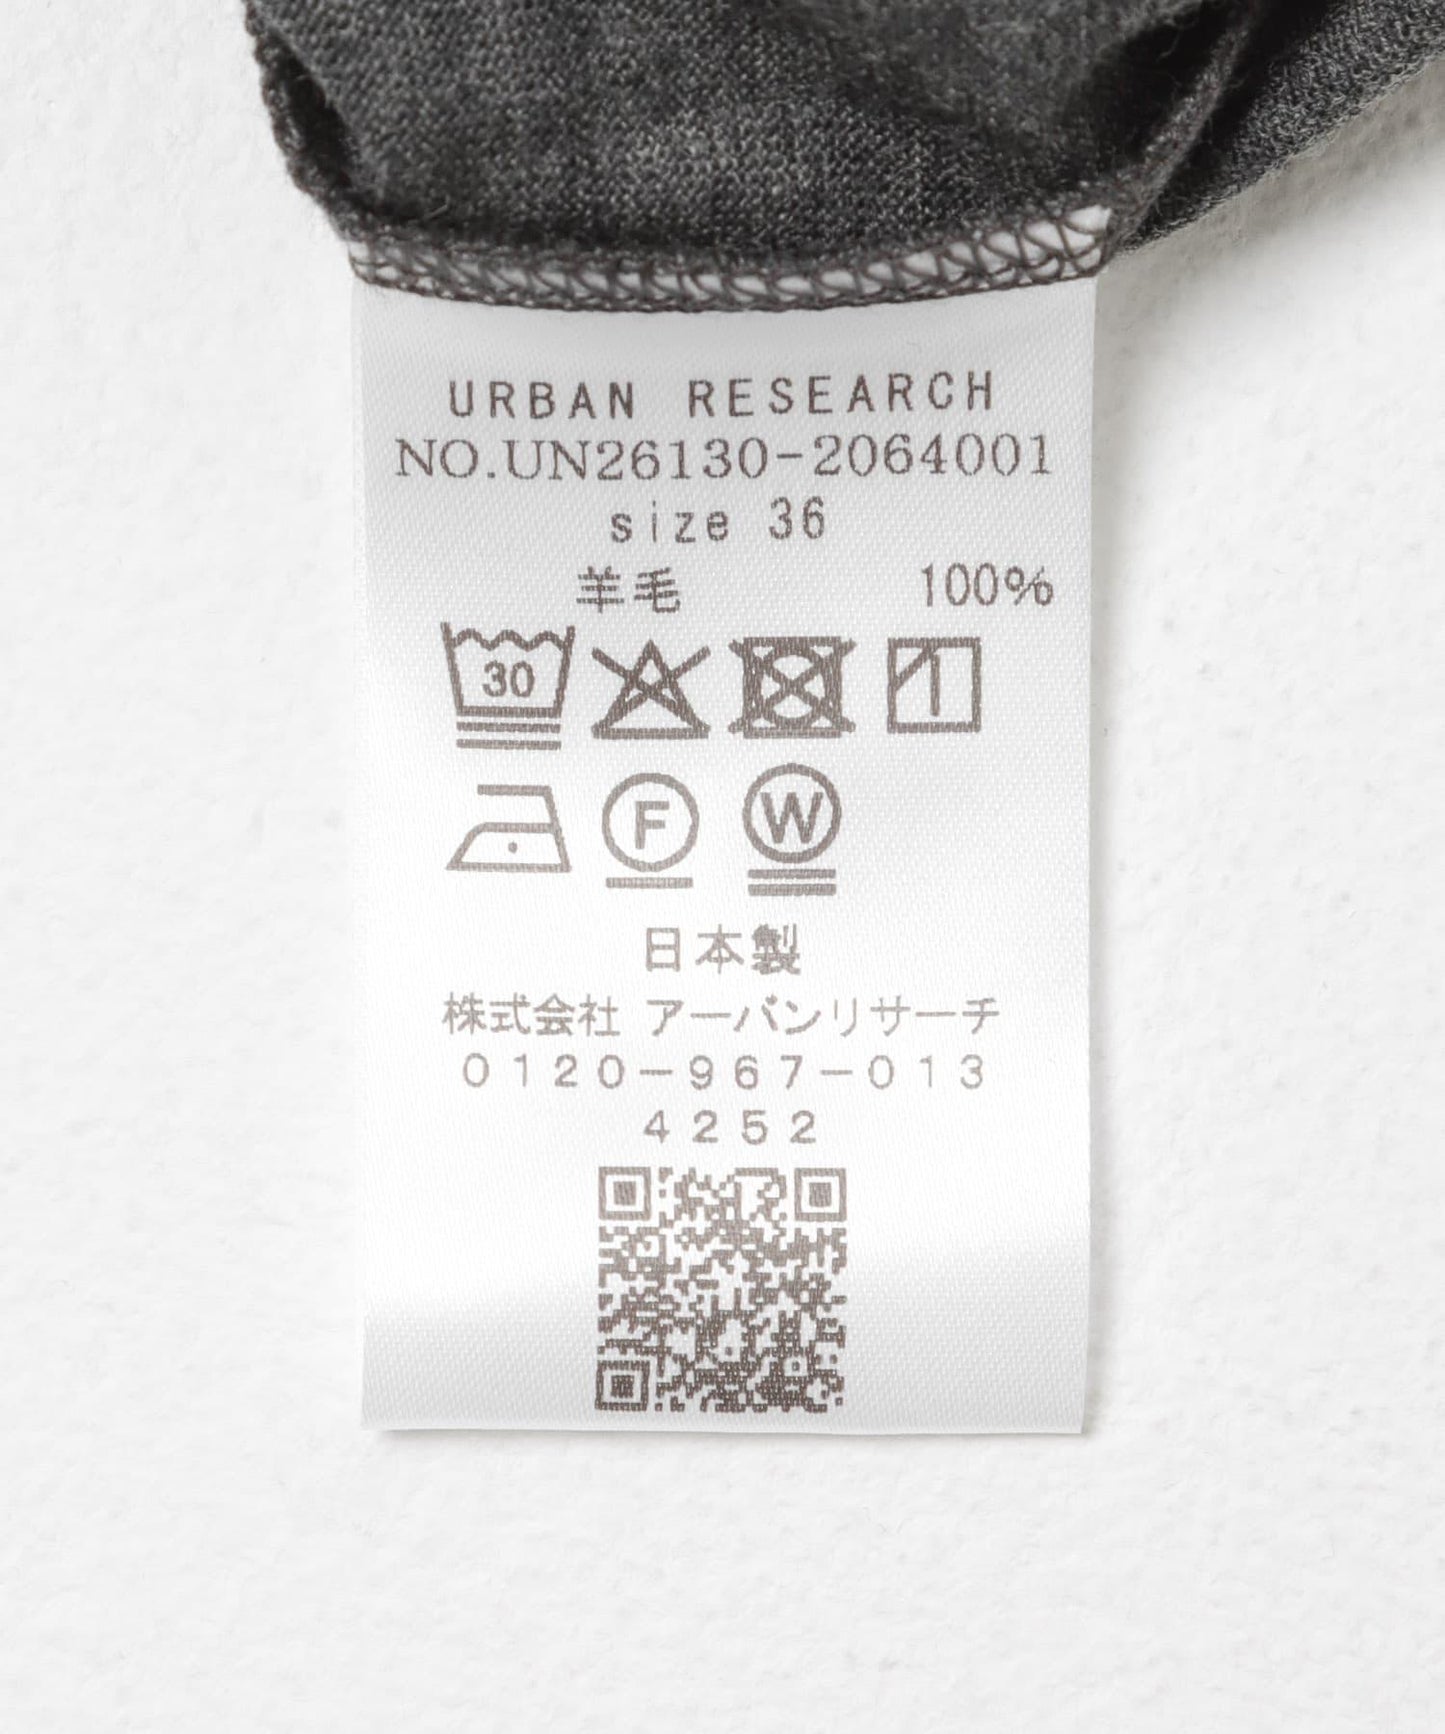 URBAN RESEARCH
NO.UN26130-2064001
size 36
羊毛 100%
30
F W
日本製
株式会社 アーバンリサーチ
0120-967-013
4252